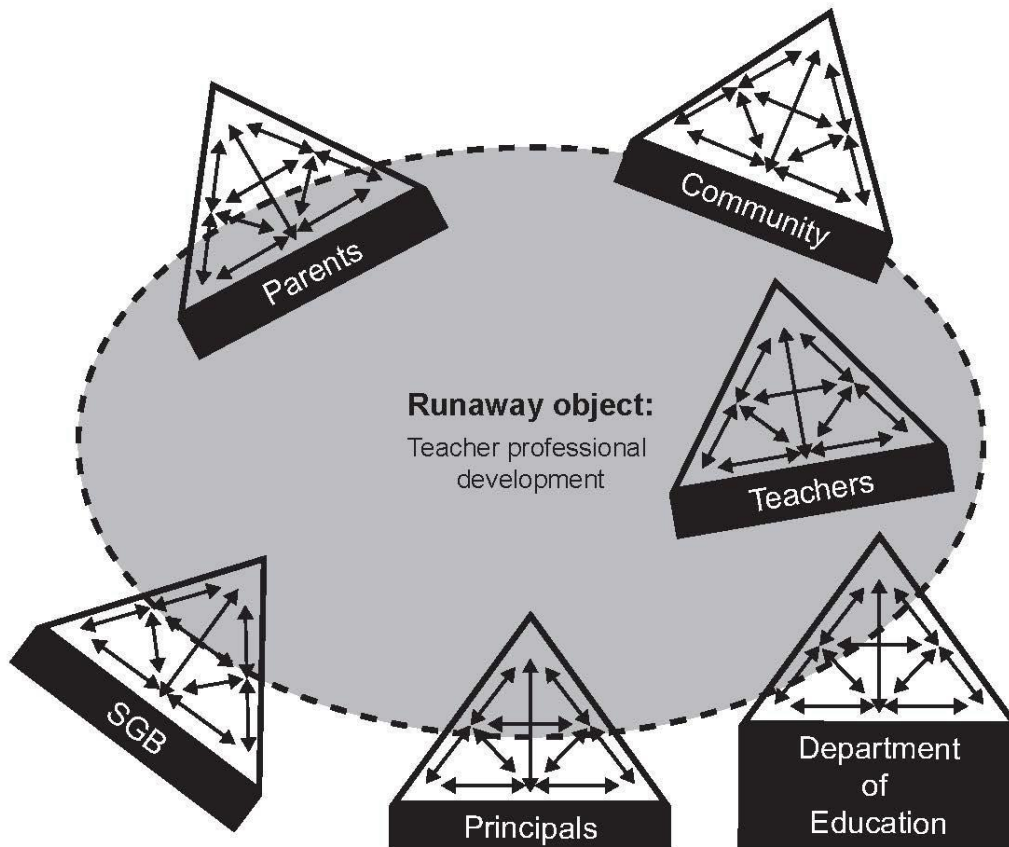 Parents
Community
Runaway object:
Teacher professional
development
Teachers
SGB
Principals
Department
of
Education